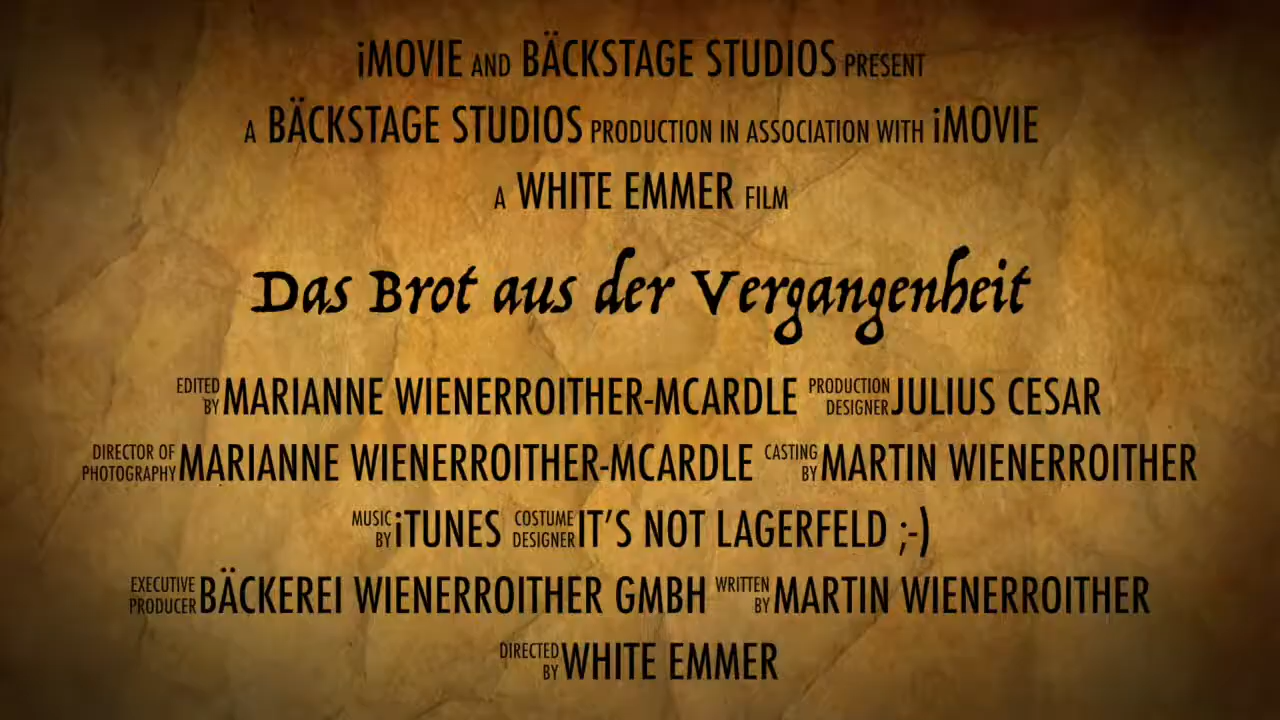 iMOVIE AND BÄCKSTAGE STUDIOS PRESENT
A BÄCKSTAGE STUDIOS PRODUCTION IN ASSOCIATION WITH iMOVIE
A WHITE EMMER FILM
Das Brot aus der Vergangenheit
EDITED BY MARIANNE WIENERROITHER-MCARDLE PRODUCTION DESIGNER JULIUS CESAR
DIRECTOR OF PHOTOGRAPHY MARIANNE WIENERROITHER-MCARDLE CASTING BY MARTIN WIENERROITHER
MUSIC BY iTUNES COSTUME DESIGNER IT'S NOT LAGERFELD ;-)
EXECUTIVE PRODUCER BÄCKEREI WIENERROITHER GMBH WRITTEN BY MARTIN WIENERROITHER
DIRECTED BY WHITE EMMER